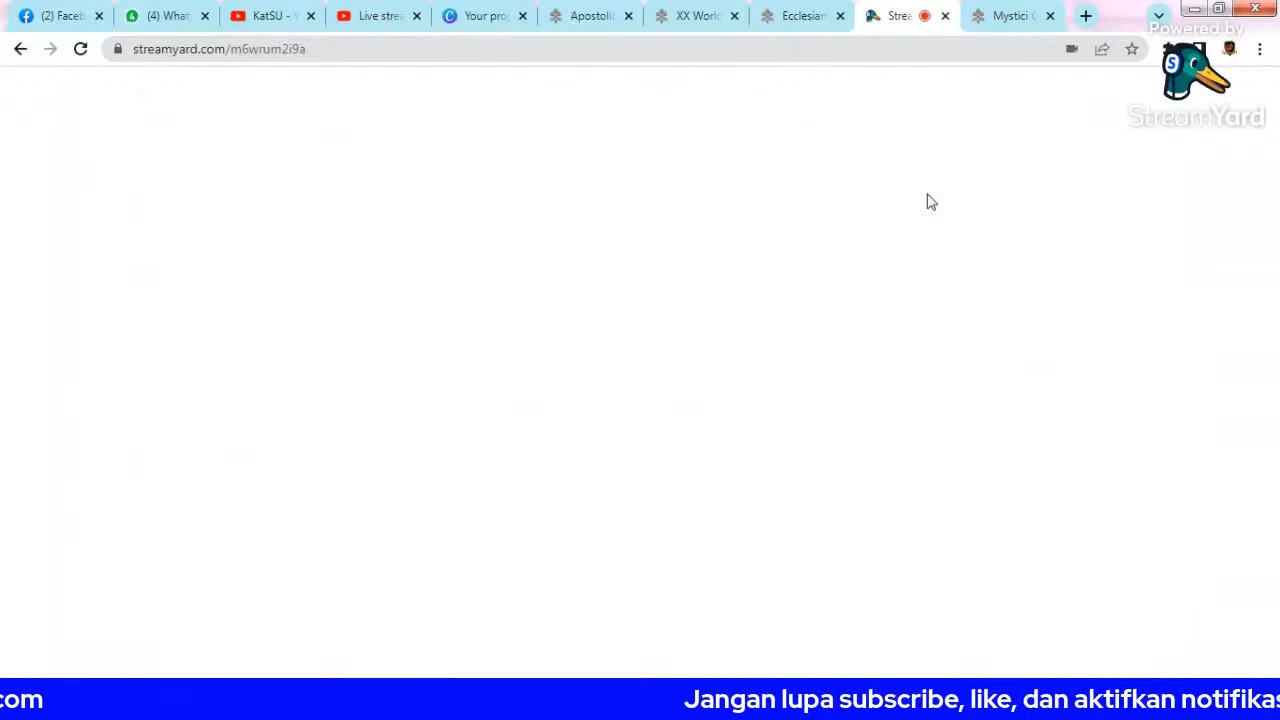 (2) Faceb
(4) What
KatSU - Y
Live strea
Your pro
Apostolic
XX World
Ecclesiam
Strea
Mystici C
streamyard.com/m6wrum2i9a
Powered by
StreamYard
com
Jangan lupa subscribe, like, dan aktifkan notifikas